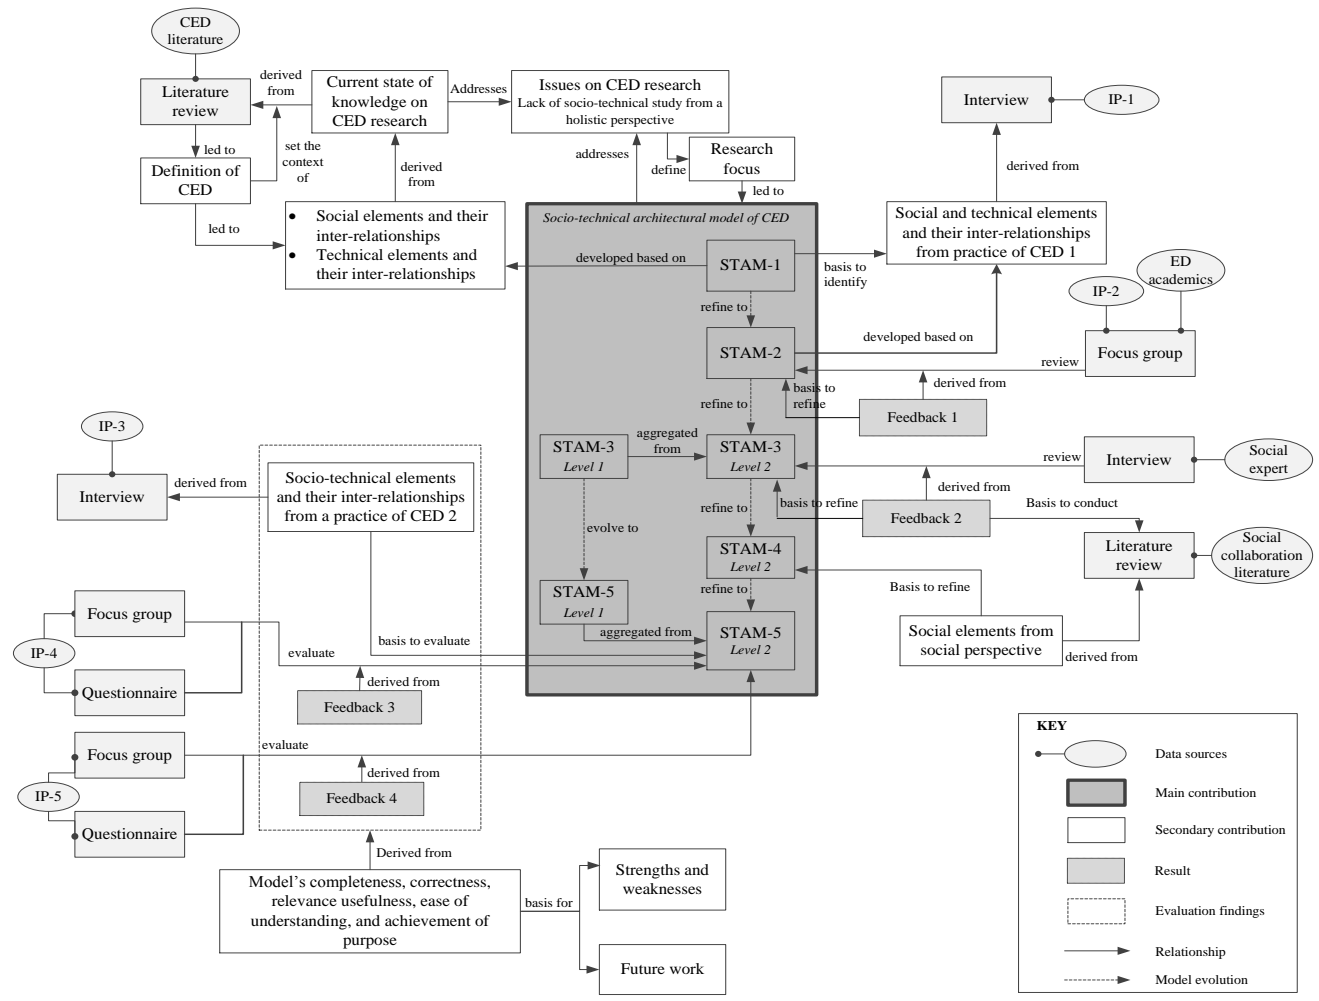 CED
literature
Literature
review
derived
from
Current state of
knowledge on
CED research
Addresses
Issues on CED research
Lack of socio-technical study from a
holistic perspective
Interview
IP-1
led to
set the
context
of
Definition of
CED
derived
from
addresses
define
Research
focus
led to
derived from
led to
• Social elements and their
inter-relationships
• Technical elements and
their inter-relationships
Socio-technical architectural model of CED
Social and technical elements
and their inter-relationships
from practice of CED 1
developed based on
STAM-1
basis to
identify
ED
academics
IP-2
refine to
STAM-2
developed based on
Focus group
review
basis to
refine
derived from
refine to
Feedback 1
IP-3
STAM-3
Level 1
aggregated
from
STAM-3
Level 2
review
Interview
Social
expert
Interview
derived from
Socio-technical elements
and their inter-relationships
from a practice of CED 2
derived from
basis to refine
refine to
Feedback 2
Basis to conduct
evolve to
STAM-4
Level 2
Literature
review
Social
collaboration
literature
refine to
Basis to refine
STAM-5
Level 1
Focus group
aggregated from
STAM-5
Level 2
Social elements from
social perspective
derived from
basis to evaluate
IP-4
evaluate
derived from
Questionnaire
Feedback 3
Focus group
evaluate
derived from
IP-5
Feedback 4
Questionnaire
Derived from
Model's completeness, correctness,
relevance usefulness, ease of
understanding, and achievement of
purpose
basis for
Strengths and
weaknesses
Future work
KEY
Data sources
Main contribution
Secondary contribution
Result
Evaluation findings
Relationship
Model evolution